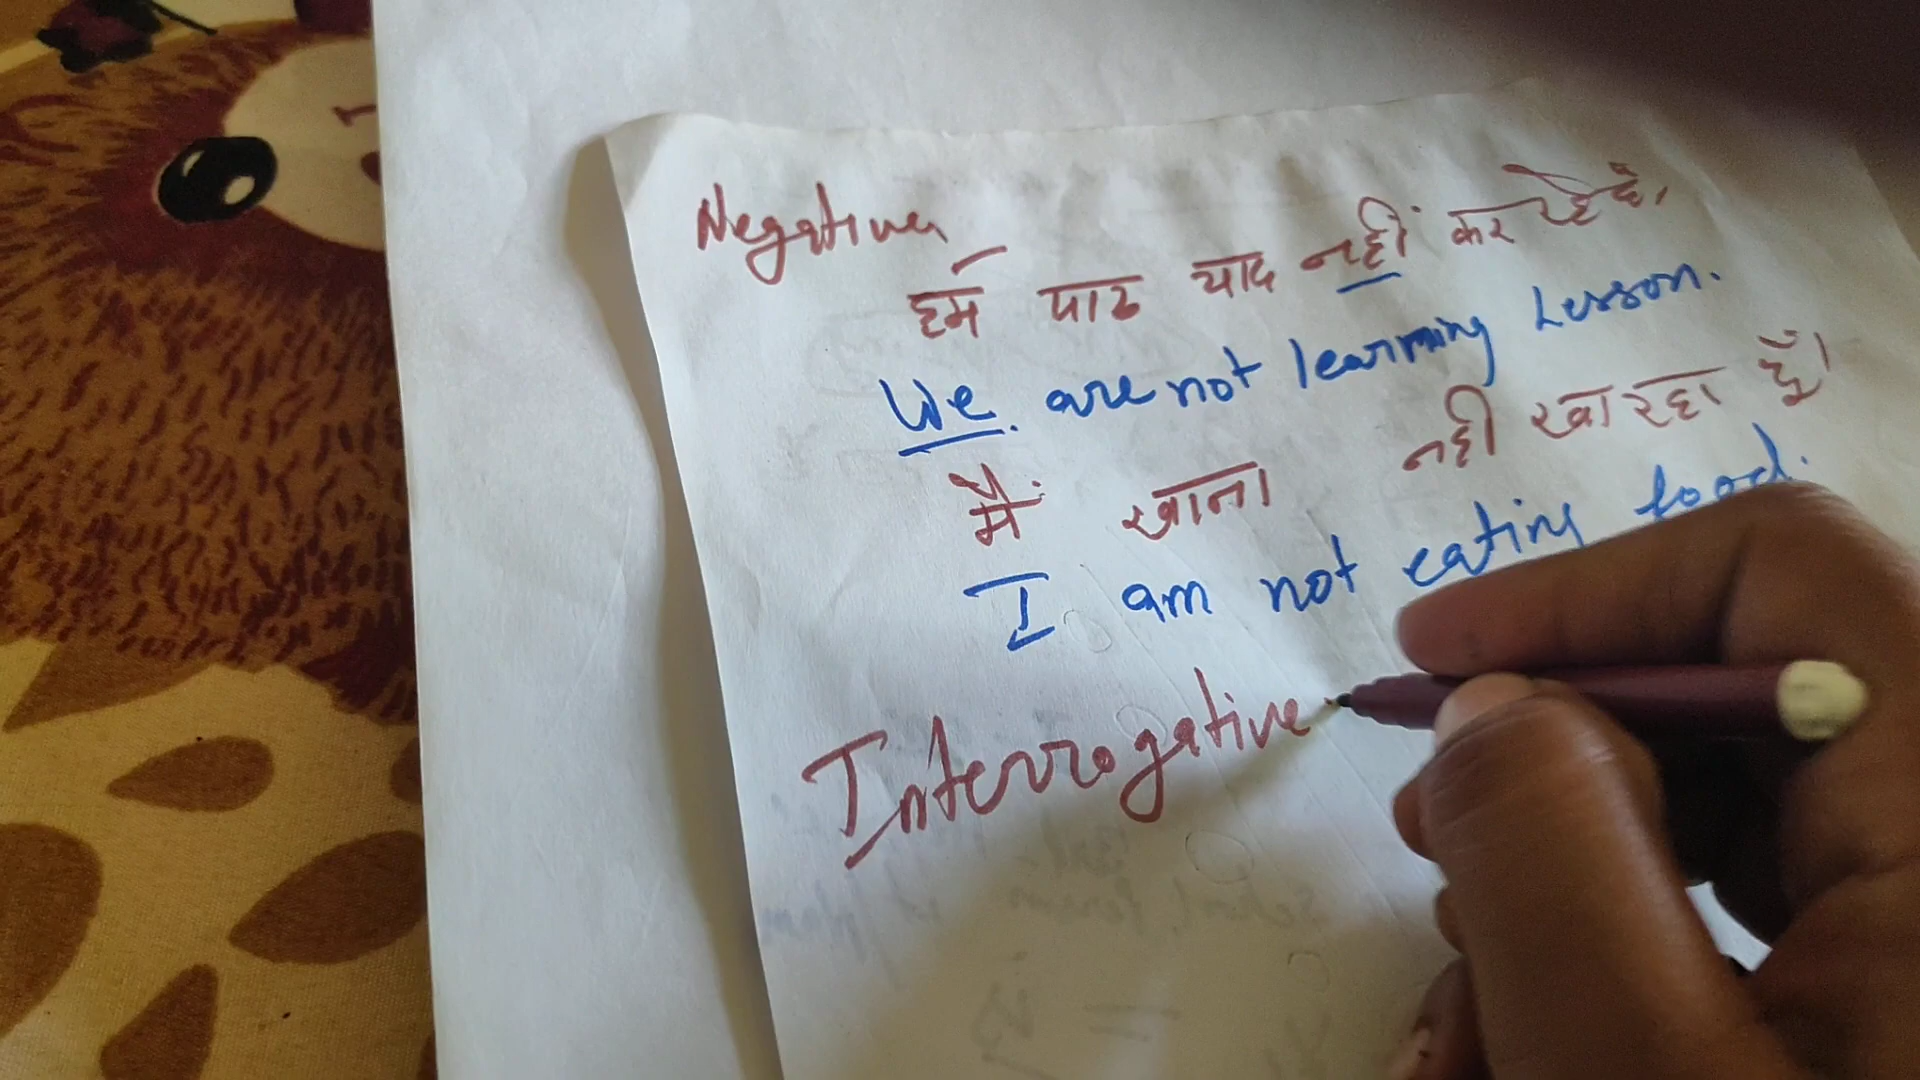 Negative
हम पाठ याद नहीं कर रहे हैं।
We are not learning Lesson.
मैं खाना नही खा रहा हूँ।
I am not eating food.
Interrogative